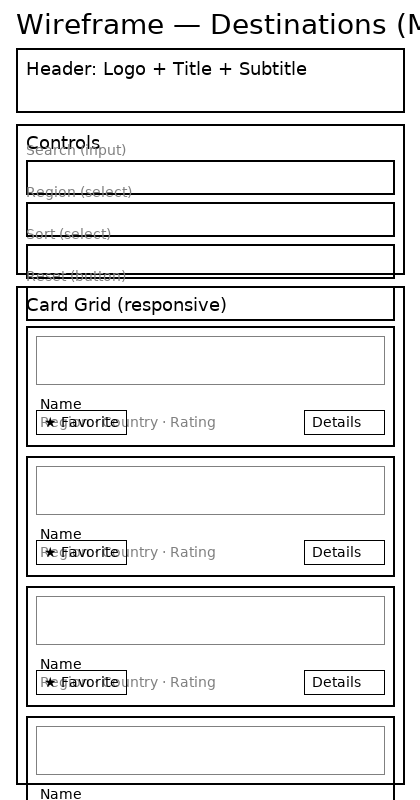 Wireframe — Destinations (M
Header: Logo + Title + Subtitle
Controls
Search (input)
Region (select)
Sort (select)
Reset (button)
Card Grid (responsive)
Name
Region · Country · Rating
★ Favorite
Details
Name
Region · Country · Rating
★ Favorite
Details
Name
Region · Country · Rating
★ Favorite
Details
Name